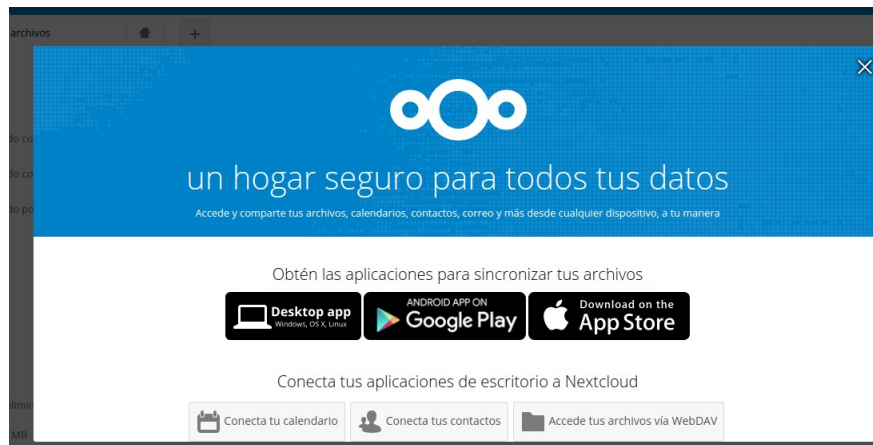 archivos
+
un hogar seguro para todos tus datos
Accede y comparte tus archivos, calendarios, contactos, correo y más desde cualquier dispositivo, a tu manera
do co
Obtén las aplicaciones para sincronizar tus archivos
Desktop app
Windows, OS X, Linux
ANDROID APP ON
Google Play
Download on the
App Store
Conecta tus aplicaciones de escritorio a Nextcloud
Conecta tu calendario
Conecta tus contactos
Accede tus archivos vía WebDAV
MB